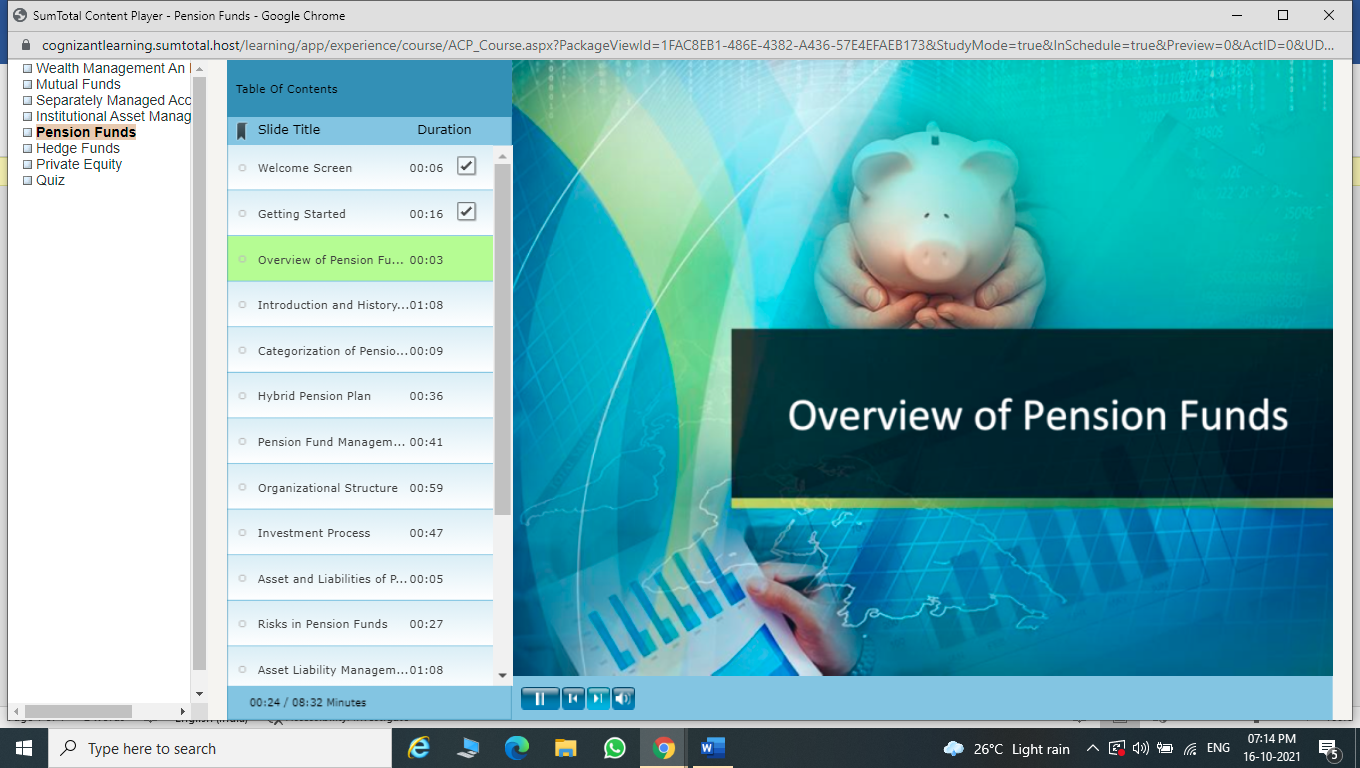 SumTotal Content Player - Pension Funds - Google Chrome
cognizantlearning.sumtotal.host/learning/app/experience/course/ACP_Course.aspx?PackageViewId=1FAC8EB1-486E-4382-A436-57E4EFAEB173&StudyMode=true&InSchedule=true&Preview=0&ActID=0&UD...
Wealth Management An
Mutual Funds
Separately Managed Acc
Institutional Asset Manag
Pension Funds
Hedge Funds
Private Equity
Quiz
Table Of Contents
Slide Title Duration
Welcome Screen 00:06
Getting Started 00:16
Overview of Pension Fu... 00:03
Introduction and History... 01:08
Categorization of Pensio... 00:09
Hybrid Pension Plan 00:36
Pension Fund Managem... 00:41
Organizational Structure 00:59
Investment Process 00:47
Asset and Liabilities of P... 00:05
Risks in Pension Funds 00:27
Asset Liability Managem... 01:08
00:24 / 08:32 Minutes
Overview of Pension Funds
Type here to search
26°C Light rain
ENG
07:14 PM
16-10-2021
5